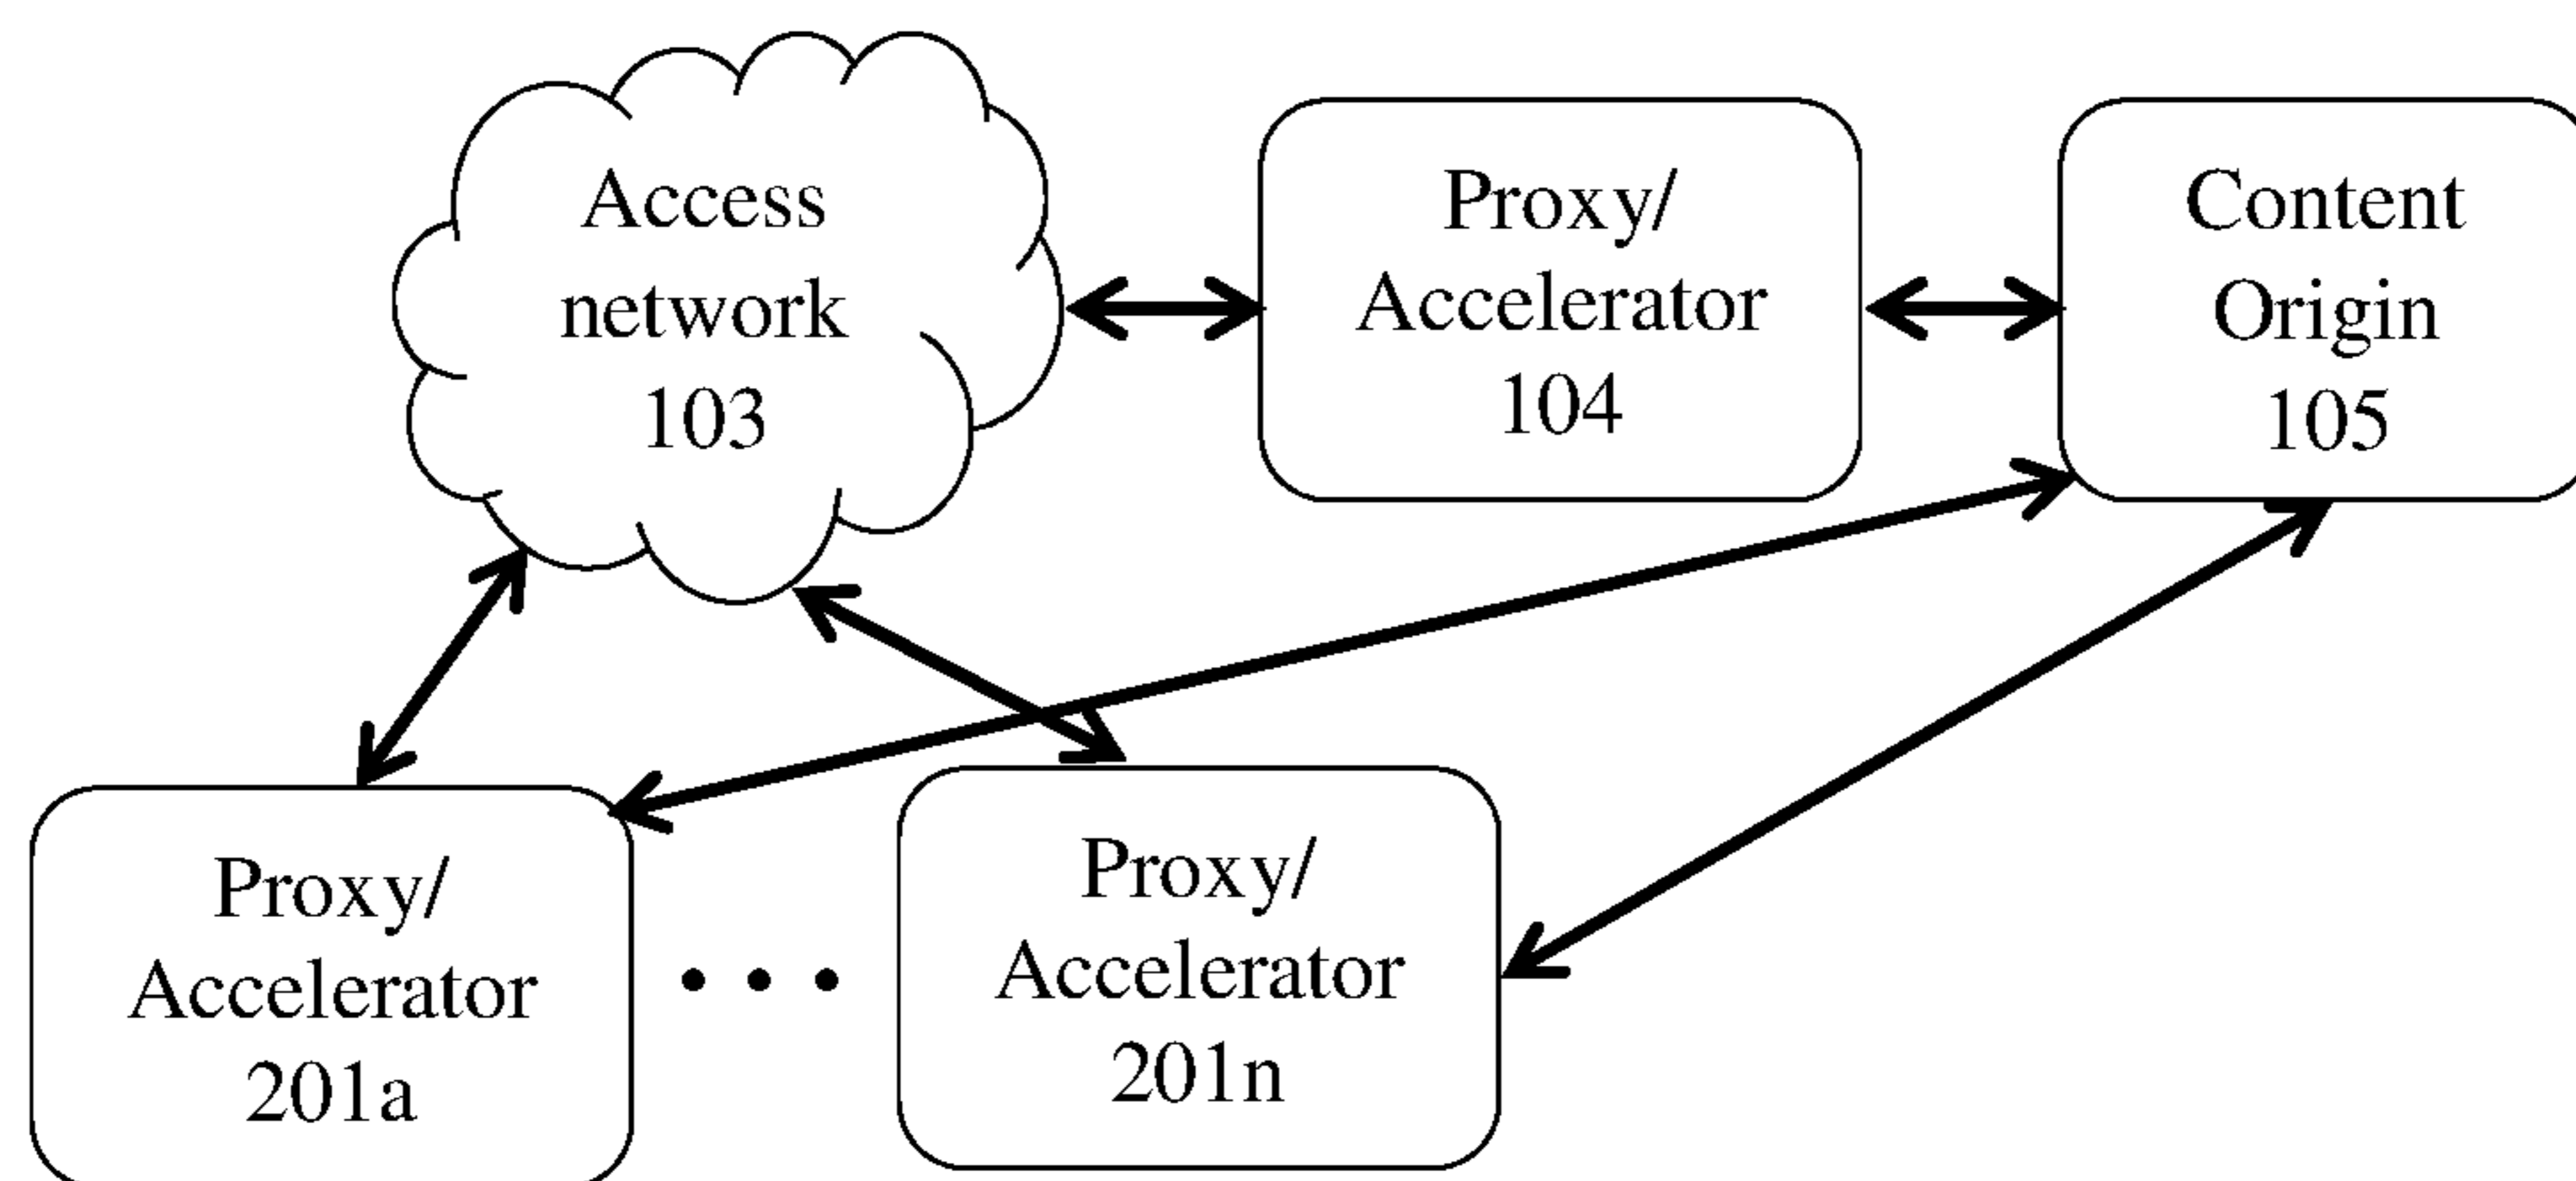 Access
network
103
Proxy/
Accelerator
104
Content
Origin
105
Proxy/
Accelerator
201a
Proxy/
Accelerator
201n